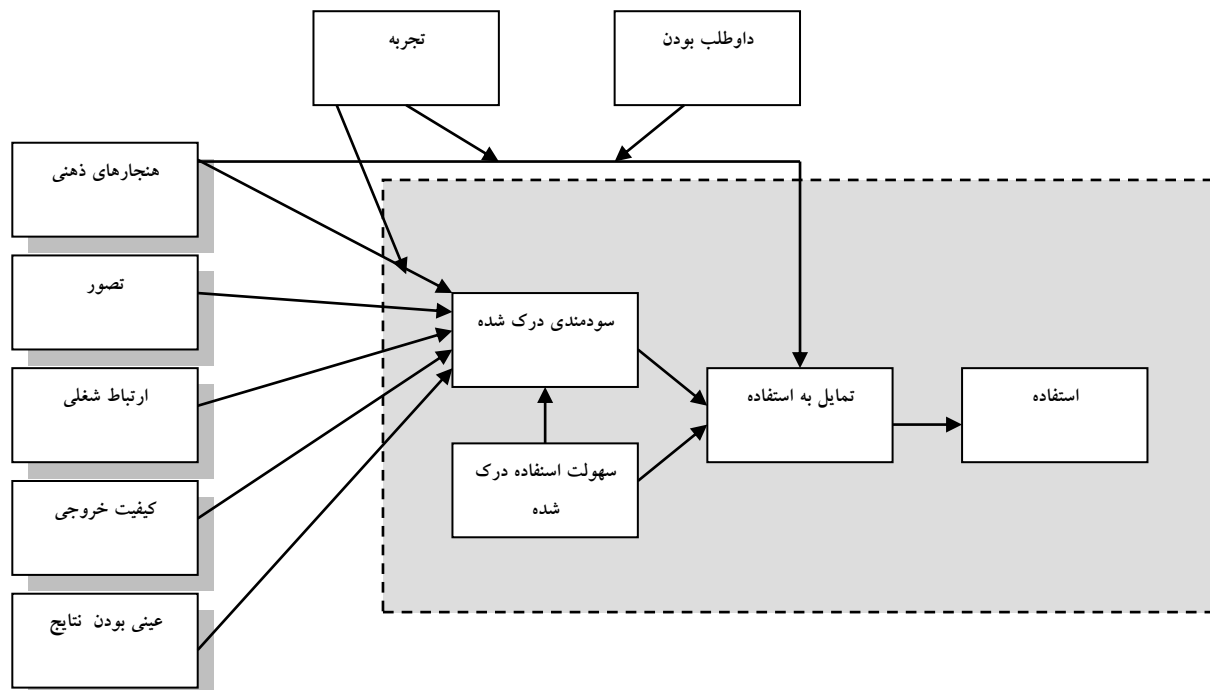 تجربه
داوطلب بودن
هنجارهای ذهنی
تصور
ارتباط شغلی
کیفیت خروجی
عینی بودن نتایج
سودمندی درک شده
سهولت استفاده درک
شده
تمایل به استفاده
استفاده